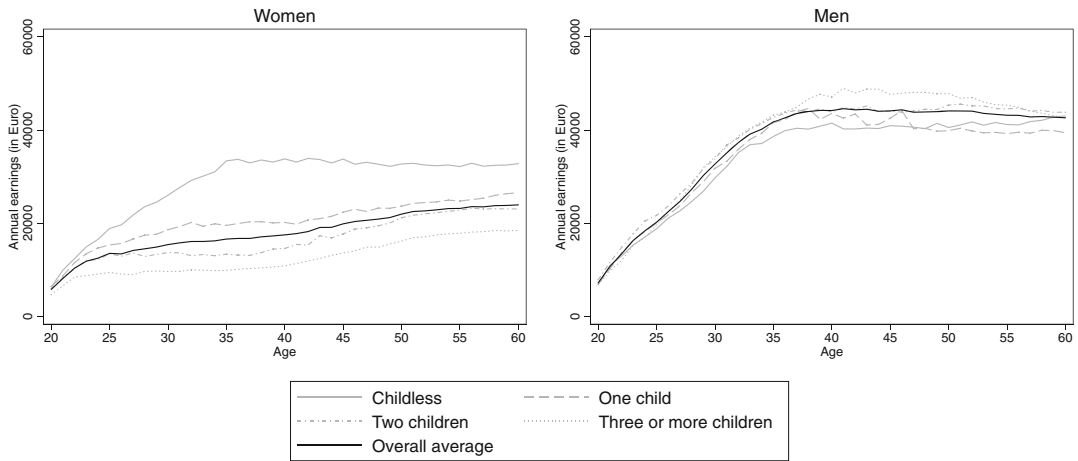 Women
Annual earnings (in Euro)
60000
40000
20000
0
20 25 30 35 40 45 50 55 60
Age
Men
Annual earnings (in Euro)
60000
40000
20000
0
20 25 30 35 40 45 50 55 60
Age
Childless One child
Two children Three or more children
Overall average